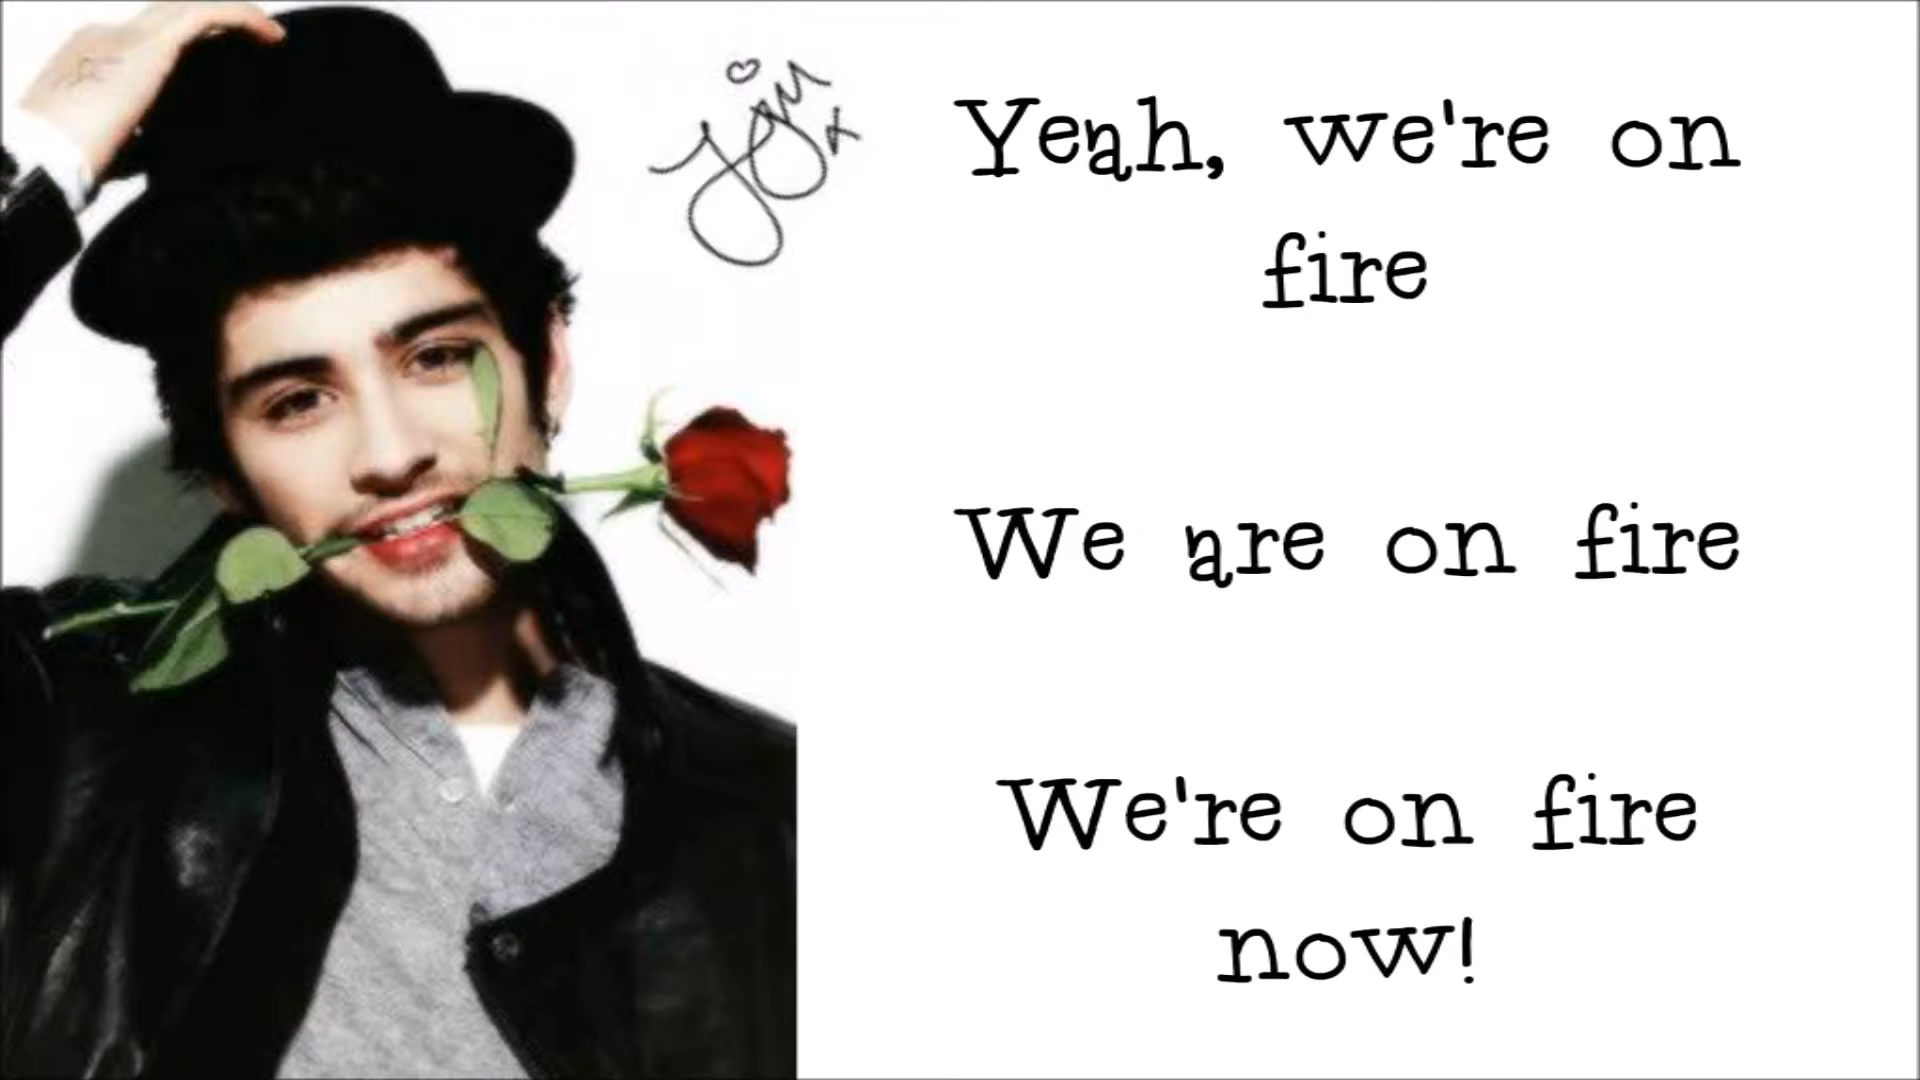 Yeah, we're on
fire
We are on fire
We're on fire
now!